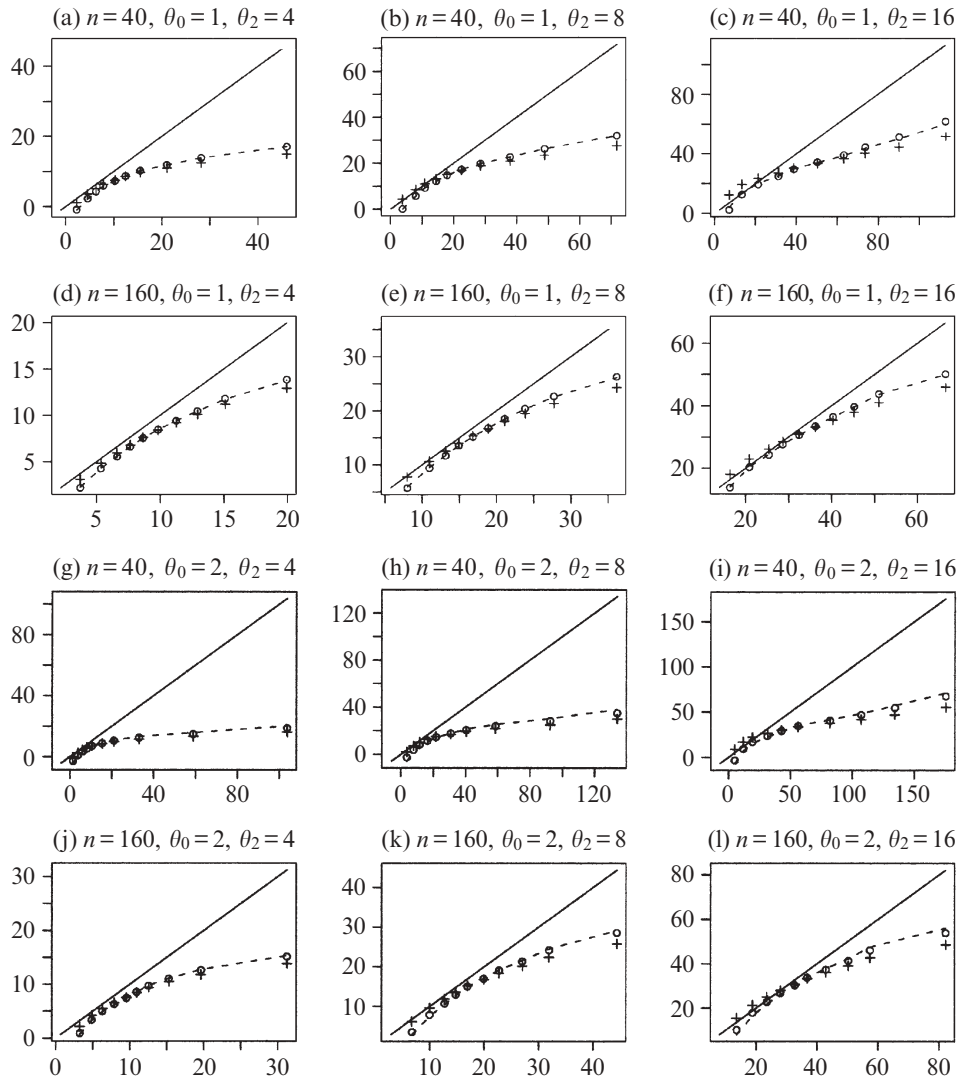 (a) n = 40, θ₀ = 1, θ₂ = 4
40
20
0
0 20 40
(b) n = 40, θ₀ = 1, θ₂ = 8
60
40
20
0
0 20 40 60
(c) n = 40, θ₀ = 1, θ₂ = 16
80
40
0
0 40 80
(d) n = 160, θ₀ = 1, θ₂ = 4
20
15
10
5
5 10 15 20
(e) n = 160, θ₀ = 1, θ₂ = 8
30
20
10
10 20 30
(f) n = 160, θ₀ = 1, θ₂ = 16
60
40
20
20 40 60
(g) n = 40, θ₀ = 2, θ₂ = 4
80
40
0
0 40 80
(h) n = 40, θ₀ = 2, θ₂ = 8
120
80
40
0
0 40 80 120
(i) n = 40, θ₀ = 2, θ₂ = 16
150
100
50
0
0 50 100 150
(j) n = 160, θ₀ = 2, θ₂ = 4
30
20
10
0
0 10 20 30
(k) n = 160, θ₀ = 2, θ₂ = 8
40
30
20
10
10 20 30 40
(l) n = 160, θ₀ = 2, θ₂ = 16
80
60
40
20
20 40 60 80